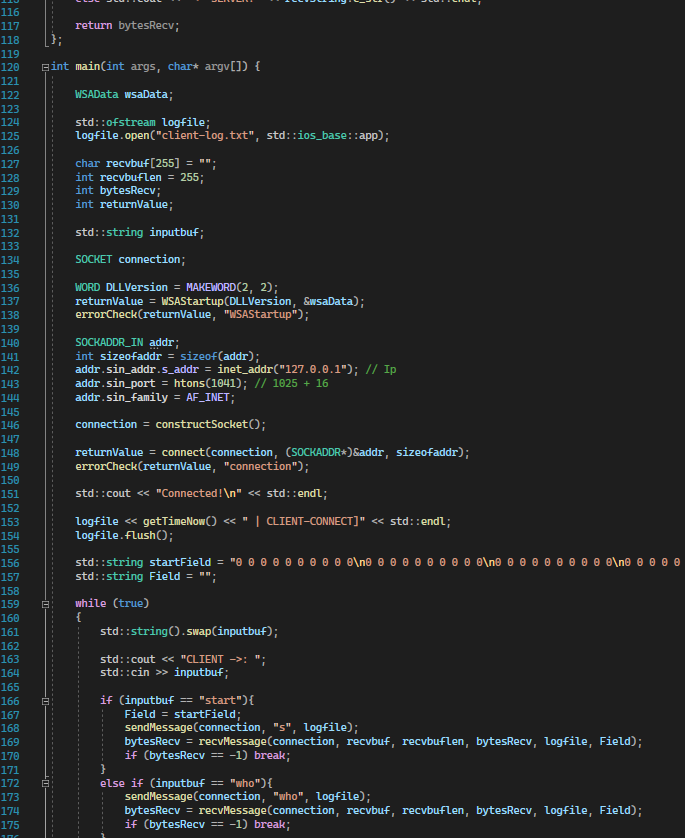 116
117 return bytesRecv;
118 };
119
120 int main(int args, char* argv[]) {
121
122 WSAData wsaData;
123
124 std::ofstream logfile;
125 logfile.open("client-log.txt", std::ios_base::app);
126
127 char recvbuf[255] = "";
128 int recvbuflen = 255;
129 int bytesRecv;
130 int returnValue;
131
132 std::string inputbuf;
133
134 SOCKET connection;
135
136 WORD DLLVersion = MAKEWORD(2, 2);
137 returnValue = WSAStartup(DLLVersion, &wsaData);
138 errorCheck(returnValue, "WSAStartup");
139
140 SOCKADDR_IN addr;
141 int sizeofaddr = sizeof(addr);
142 addr.sin_addr.s_addr = inet_addr("127.0.0.1"); // Ip
143 addr.sin_port = htons(1041); // 1025 + 16
144 addr.sin_family = AF_INET;
145
146 connection = constructSocket();
147
148 returnValue = connect(connection, (SOCKADDR*)&addr, sizeofaddr);
149 errorCheck(returnValue, "connection");
150
151 std::cout << "Connected!\n" << std::endl;
152
153 logfile << getTimeNow() << " | CLIENT-CONNECT]" << std::endl;
154 logfile.flush();
155
156 std::string startField = "0 0 0 0 0 0 0 0 0 0\n0 0 0 0 0 0 0 0 0 0\n0 0 0 0 0 0 0 0 0 0\n0 0 0 0 0
157 std::string Field = "";
158
159 while (true)
160 {
161 std::string().swap(inputbuf);
162
163 std::cout << "CLIENT ->: ";
164 std::cin >> inputbuf;
165
166 if (inputbuf == "start"){
167 Field = startField;
168 sendMessage(connection, "s", logfile);
169 bytesRecv = recvMessage(connection, recvbuf, recvbuflen, bytesRecv, logfile, Field);
170 if (bytesRecv == -1) break;
171 }
172 else if (inputbuf == "who"){
173 sendMessage(connection, "who", logfile);
174 bytesRecv = recvMessage(connection, recvbuf, recvbuflen, bytesRecv, logfile, Field);
175 if (bytesRecv == -1) break;